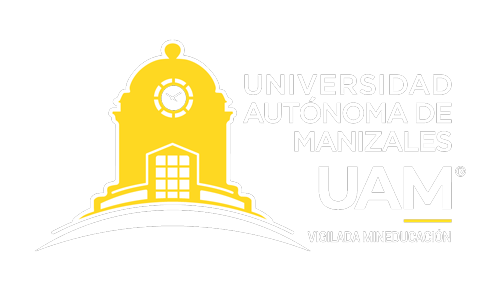 UNIVERSIDAD
AUTÓNOMA DE
MANIZALES
UAM®
VIGILADA MINEDUCACIÓN